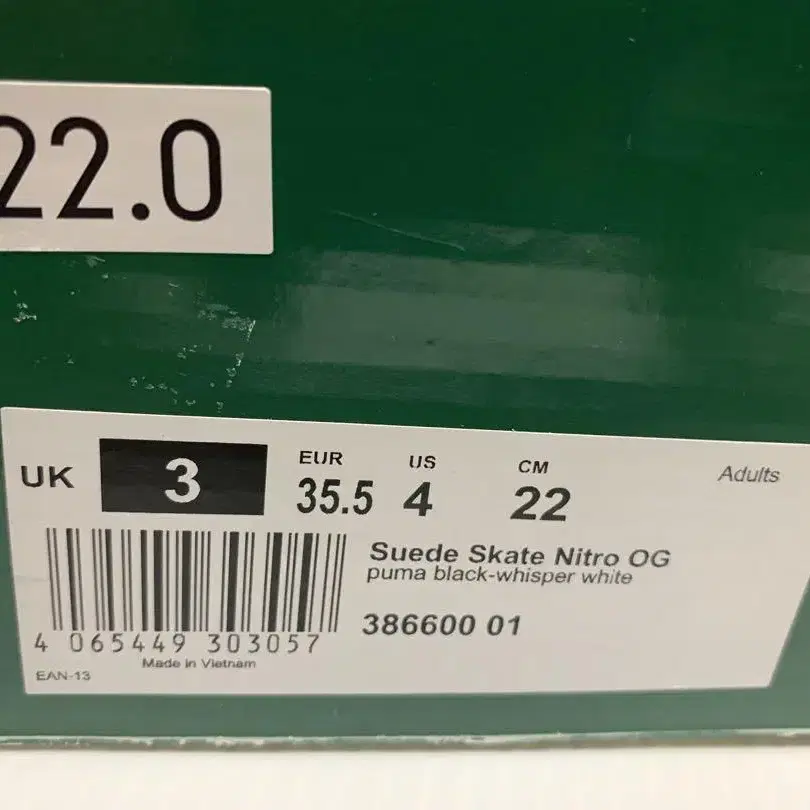 22.0
UK 3
EUR US CM Adults
35.5 4 22
Suede Skate Nitro OG
puma black-whisper white
386600 01
4 065449 303057
Made in Vietnam
EAN-13